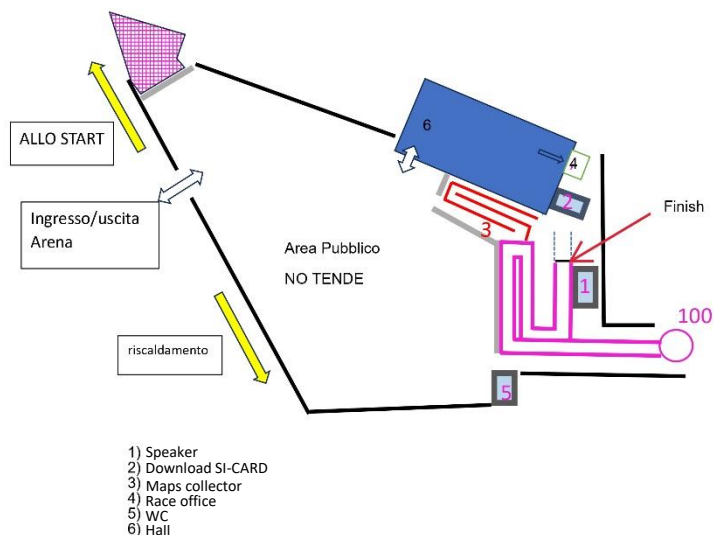 ALLO START
Ingresso/uscita
Arena
riscaldamento
Area Pubblico
NO TENDE
6
4
2
3
Finish
1
100
5
1) Speaker
2) Download SI-CARD
3) Maps collector
4) Race office
5) WC
6) Hall